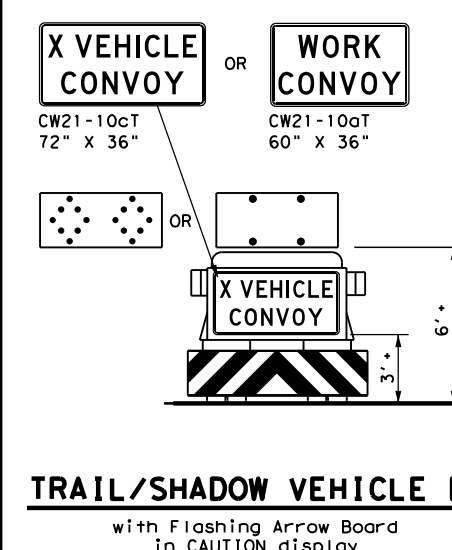 X VEHICLE
CONVOY
OR
WORK
CONVOY
CW21-10cT
72" X 36"
CW21-10aT
60" X 36"
OR
X VEHICLE
CONVOY
6'+
3'+
TRAIL/SHADOW VEHICLE
with Flashing Arrow Board
in CAUTION display